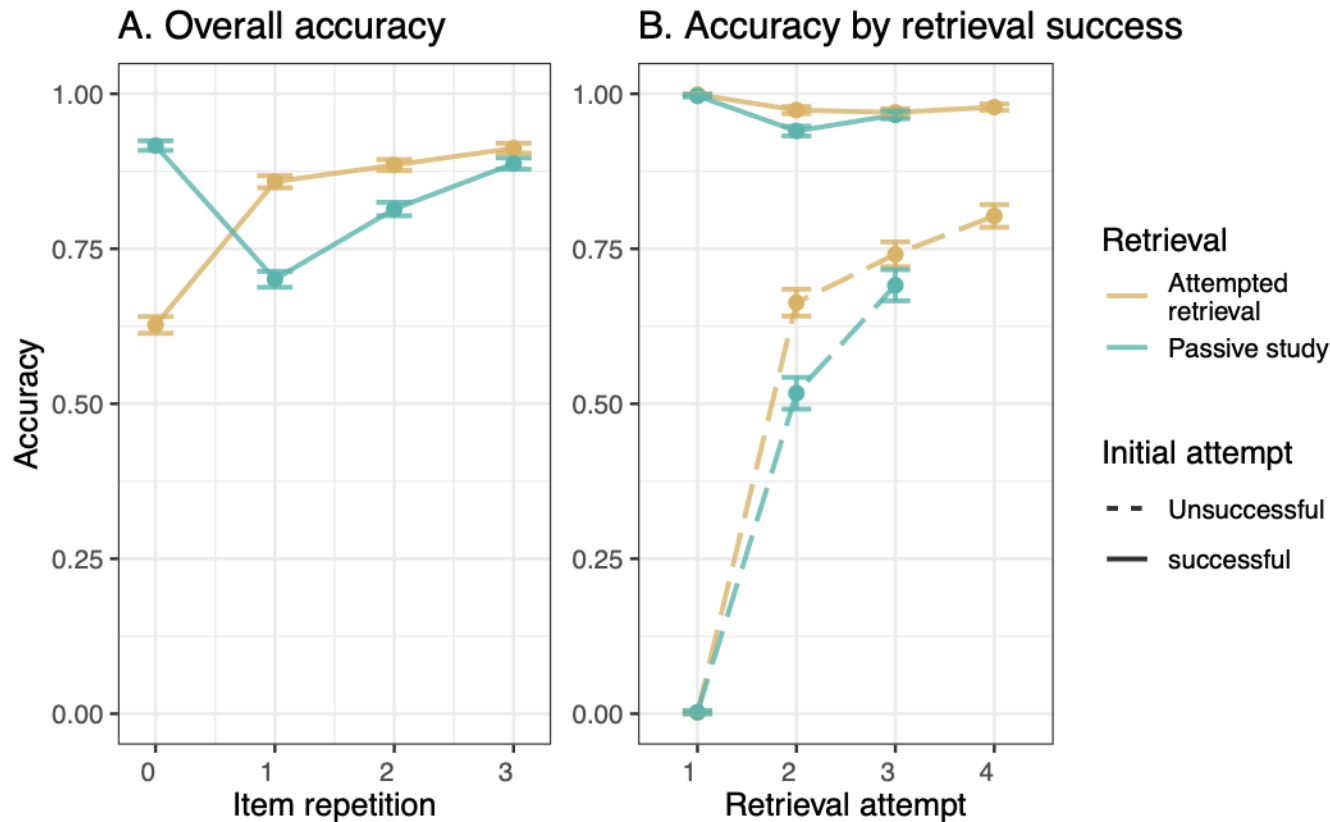 A. Overall accuracy
B. Accuracy by retrieval success
Accuracy
1.00
0.75
0.50
0.25
0.00
0
1
2
3
Item repetition
1.00
0.75
0.50
0.25
0.00
1
2
3
4
Retrieval attempt
Retrieval
Attempted
retrieval
Passive study
Initial attempt
Unsuccessful
successful